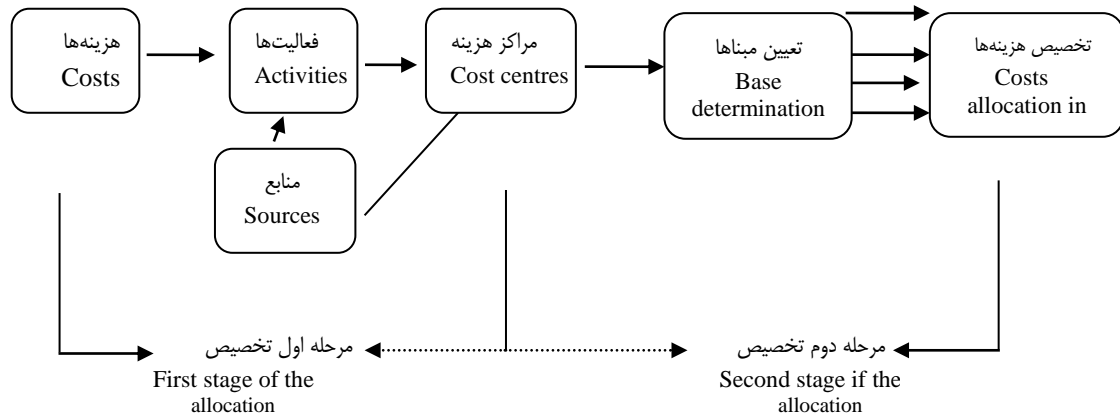 هزینه‌ها
Costs
فعالیت‌ها
Activities
مراکز هزینه
Cost centres
تعیین مبناها
Base
determination
تخصیص هزینه‌ها
Costs
allocation in
منابع
Sources
مرحله اول تخصیص
First stage of the
allocation
مرحله دوم تخصیص
Second stage if the
allocation